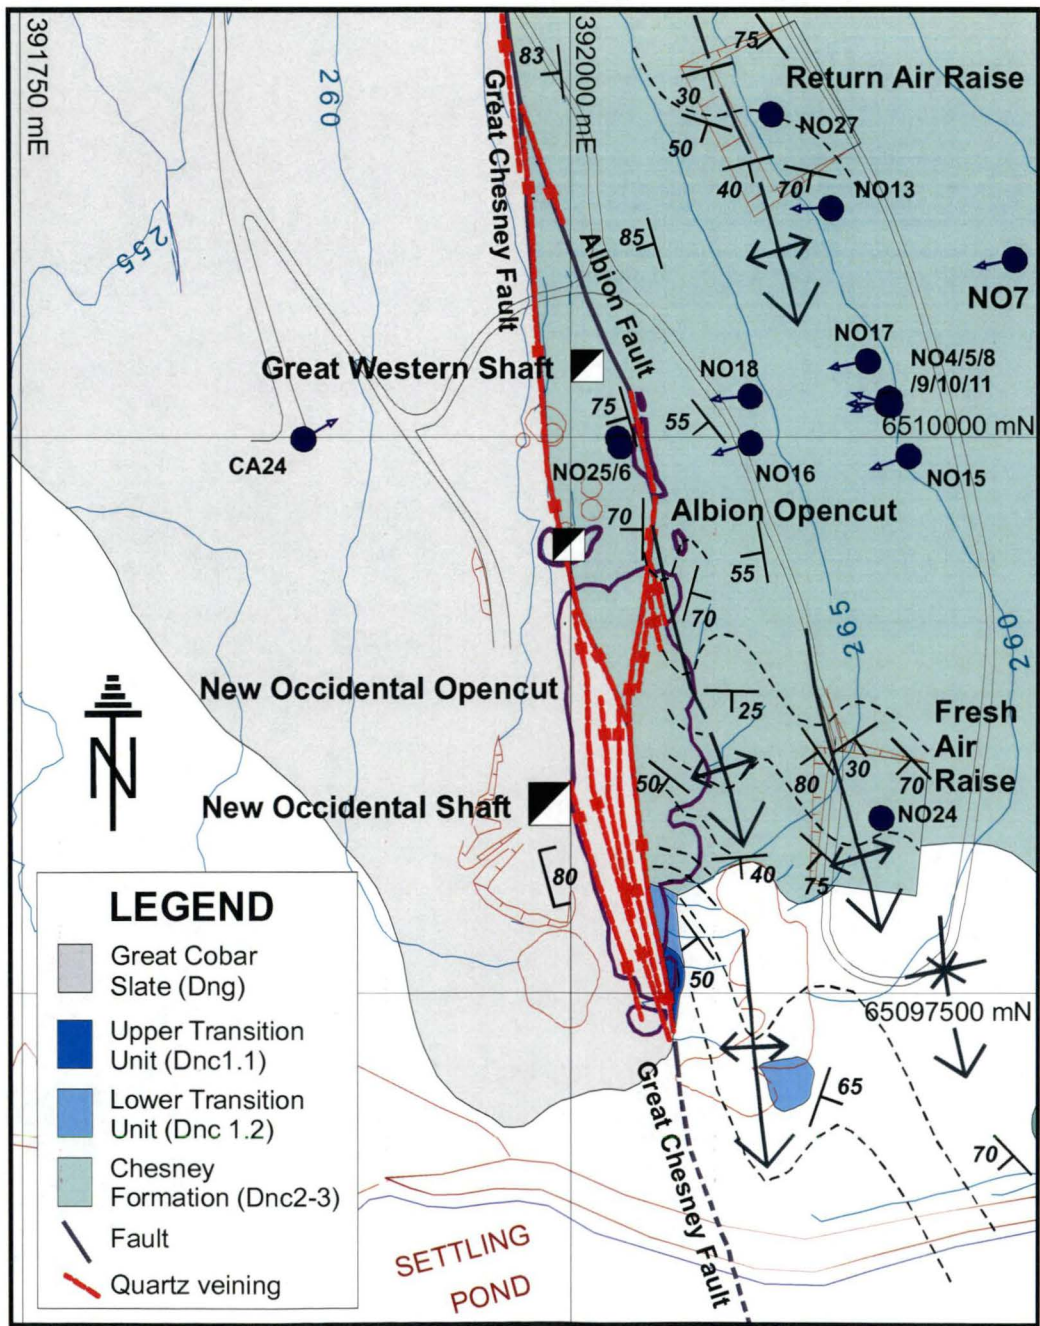 391750 mE
392000 mE
260
83
75
Return Air Raise
30
NO27
50
40
70
NO13
Great Chesney Fault
255
85
NO7
Albion Fault
NO17
Great Western Shaft
NO18
NO4/5/8
/9/10/11
75
55
6510000 mN
CA24
NO25/6
NO16
NO15
70
Albion Opencut
55
70
265
260
New Occidental Opencut
25
Fresh
Air
Raise
50
80
30
70
New Occidental Shaft
NO24
80
40
75
50
65097500 mN
65
70
Great Chesney Fault
LEGEND
Great Cobar
Slate (Dng)
Upper Transition
Unit (Dnc1.1)
Lower Transition
Unit (Dnc 1.2)
Chesney
Formation (Dnc2-3)
Fault
Quartz veining
N
SETTLING
POND